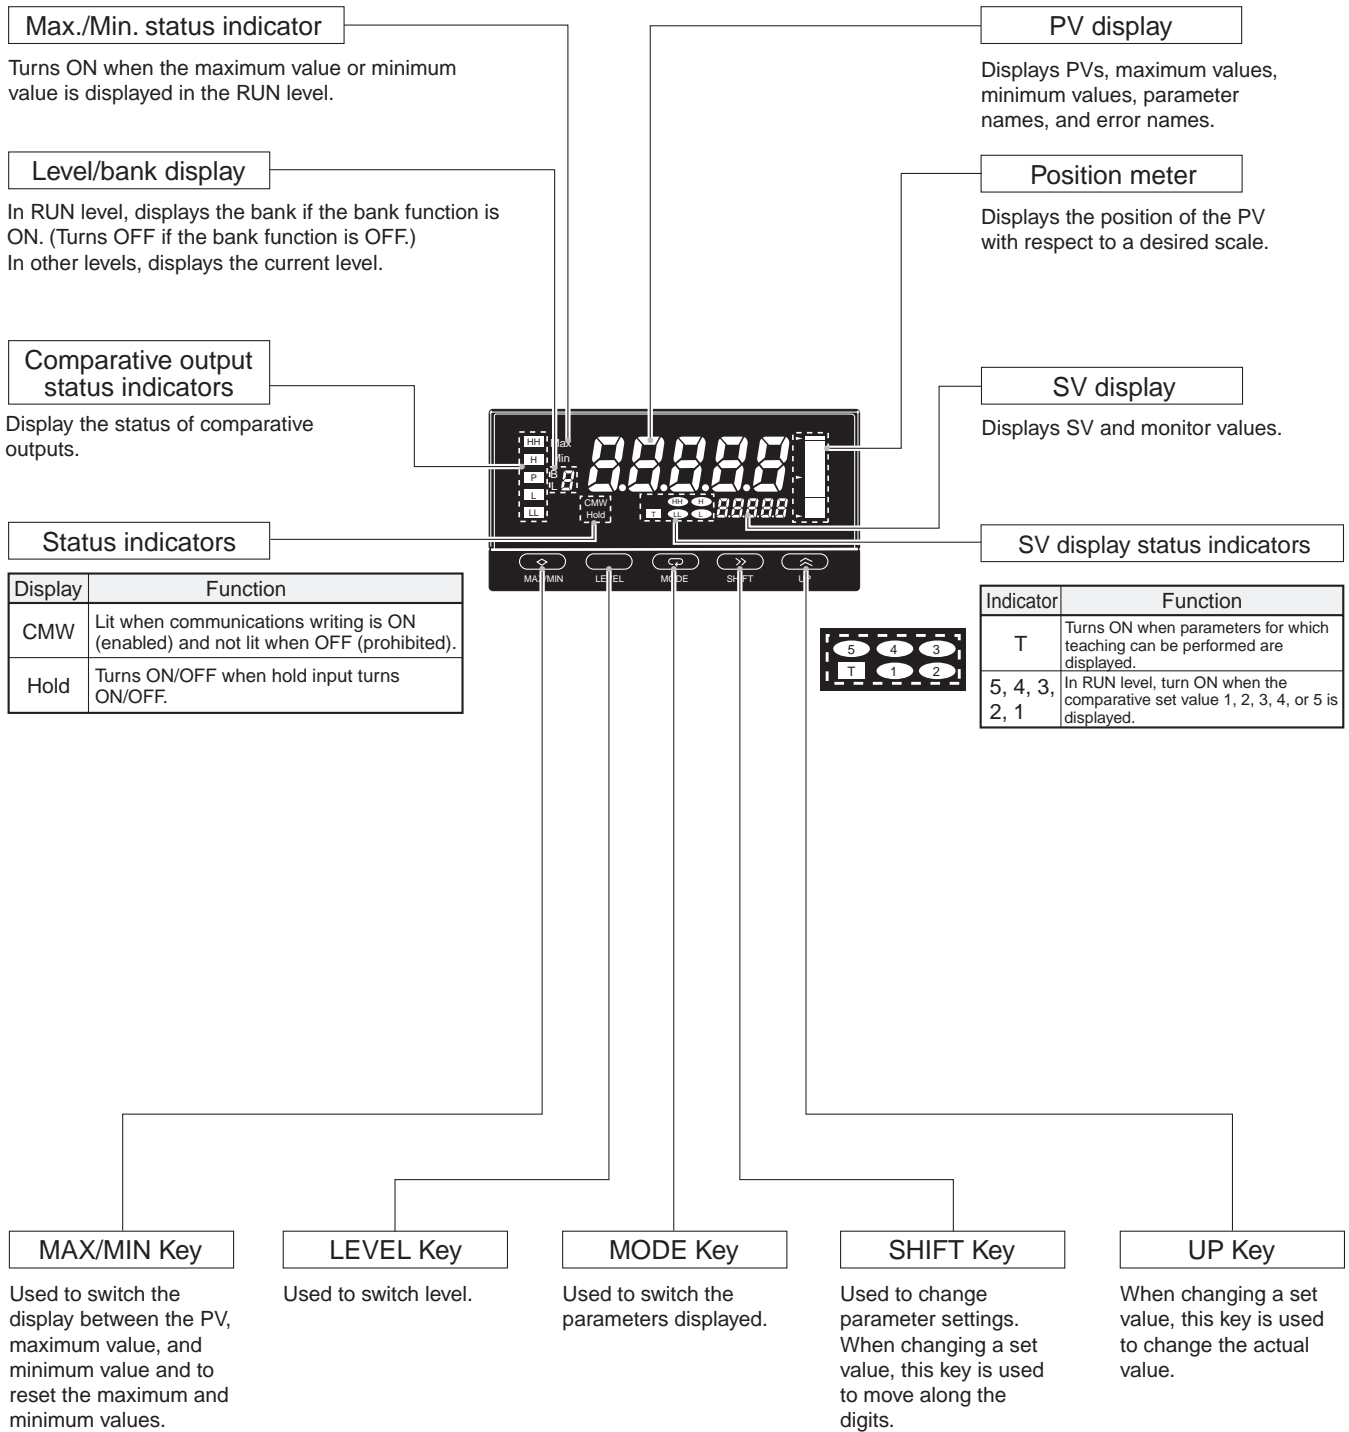 Max./Min. status indicator
Turns ON when the maximum value or minimum
value is displayed in the RUN level.
Level/bank display
In RUN level, displays the bank if the bank function is
ON. (Turns OFF if the bank function is OFF.)
In other levels, displays the current level.
Comparative output
status indicators
Display the status of comparative
outputs.
Status indicators
Display Function
CMW Lit when communications writing is ON
(enabled) and not lit when OFF (prohibited).
Hold Turns ON/OFF when hold input turns
ON/OFF.
PV display
Displays PVs, maximum values,
minimum values, parameter
names, and error names.
Position meter
Displays the position of the PV
with respect to a desired scale.
SV display
Displays SV and monitor values.
SV display status indicators
Indicator Function
T Turns ON when parameters for which
teaching can be performed are
displayed.
5, 4, 3,
2, 1
In RUN level, turn ON when the
comparative set value 1, 2, 3, 4, or 5 is
displayed.
HH
H
P
L
LL
Max
Min
B
L
8
88888
CMW
Hold
HH H
T LL L
88888
MAX/MIN LEVEL MODE SHIFT UP
5 4 3
T 1 2
MAX/MIN Key
Used to switch the
display between the PV,
maximum value, and
minimum value and to
reset the maximum and
minimum values.
LEVEL Key
Used to switch level.
MODE Key
Used to switch the
parameters displayed.
SHIFT Key
Used to change
parameter settings.
When changing a set
value, this key is used
to move along the
digits.
UP Key
When changing a set
value, this key is used
to change the actual
value.